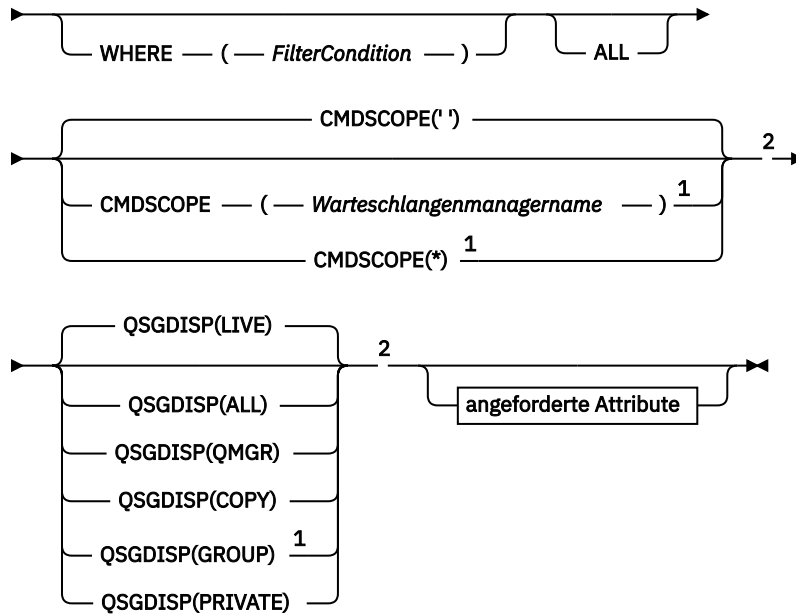 WHERE ( FilterCondition ) ALL
CMDSCOPE(' ')
2
CMDSCOPE ( Warteschlangenmanagername ) 1
CMDSCOPE(*) 1
QSGDISP(LIVE)
2
QSGDISP(ALL) angeforderte Attribute
QSGDISP(QMGR)
QSGDISP(COPY)
QSGDISP(GROUP) 1
QSGDISP(PRIVATE)